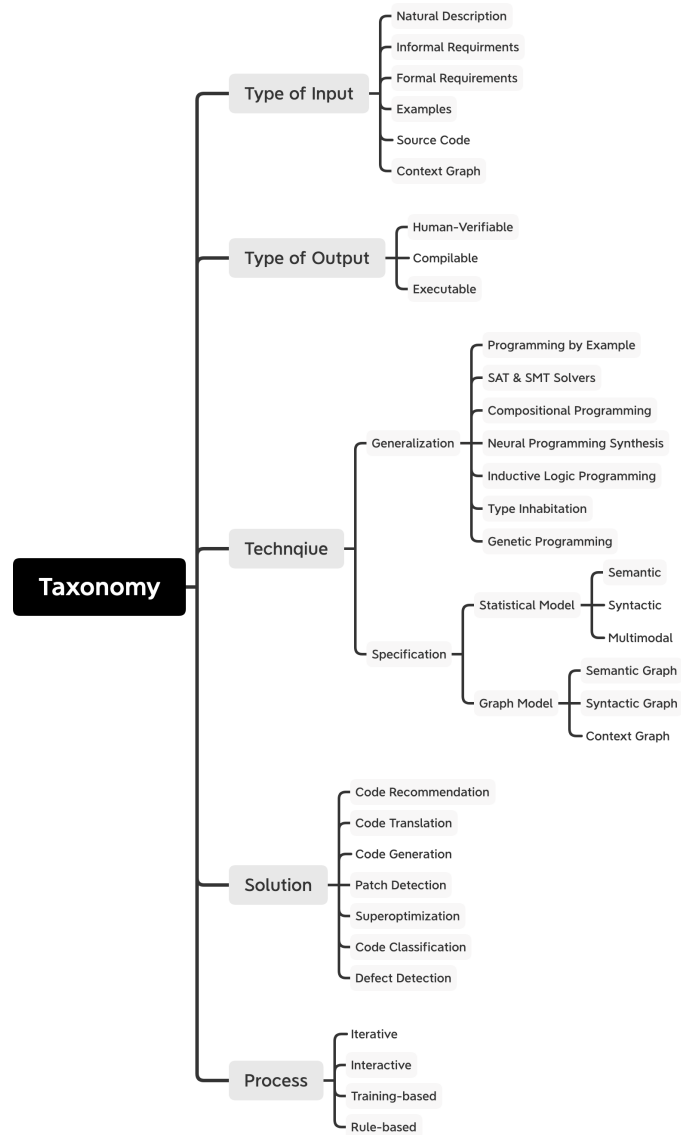 Taxonomy
Type of Input
Natural Description
Informal Requirments
Formal Requirements
Examples
Source Code
Context Graph
Type of Output
Human-Verifiable
Compilable
Executable
Technqiue
Generalization
Programming by Example
SAT & SMT Solvers
Compositional Programming
Neural Programming Synthesis
Inductive Logic Programming
Type Inhabitation
Genetic Programming
Specification
Statistical Model
Semantic
Syntactic
Multimodal
Graph Model
Semantic Graph
Syntactic Graph
Context Graph
Solution
Code Recommendation
Code Translation
Code Generation
Patch Detection
Superoptimization
Code Classification
Defect Detection
Process
Iterative
Interactive
Training-based
Rule-based